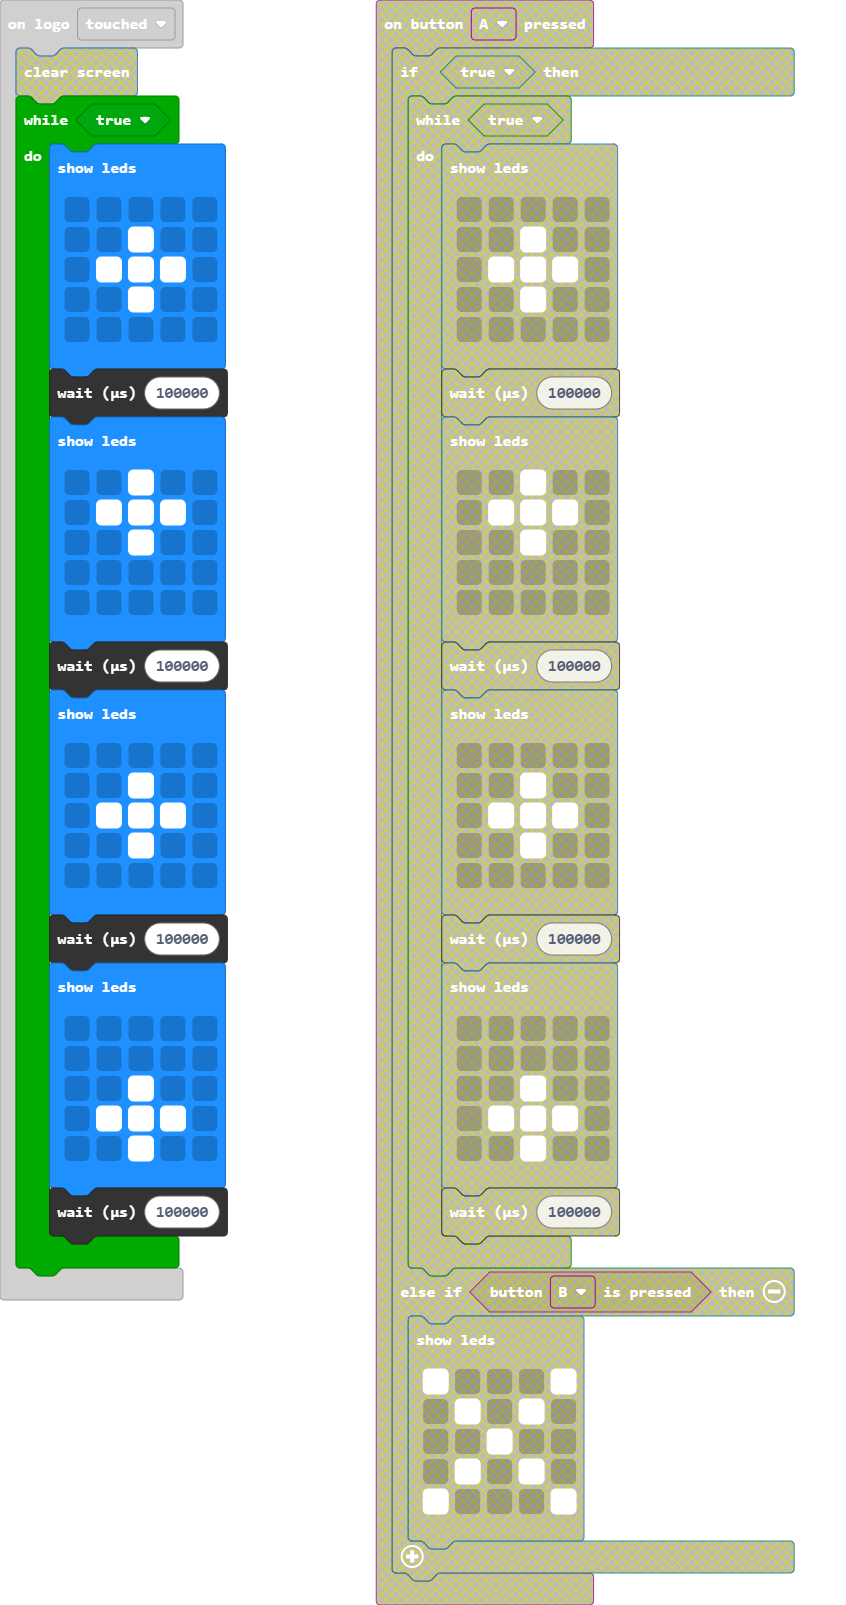 on logo touched
clear screen
while true
do
show leds
wait (µs) 100000
show leds
wait (µs) 100000
show leds
wait (µs) 100000
show leds
wait (µs) 100000
on button A pressed
if true then
while true
do
show leds
wait (µs) 100000
show leds
wait (µs) 100000
show leds
wait (µs) 100000
show leds
wait (µs) 100000
else if button B is pressed then
show leds